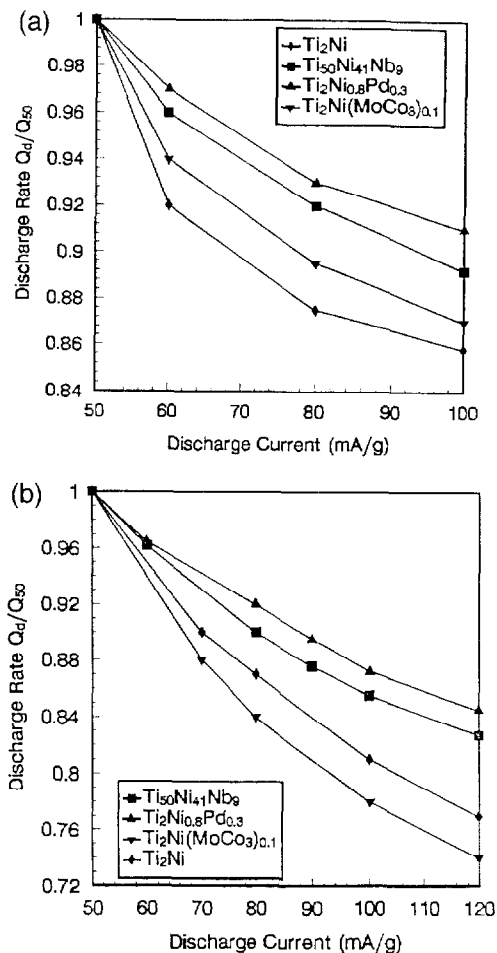 (a)
Ti₂Ni
Ti₅₀Ni₄₁Nb₉
Ti₂Ni₀.₈Pd₀.₃
Ti₂Ni(MoCo₃)₀.₁
1
0.98
0.96
0.94
0.92
0.9
0.88
0.86
0.84
Discharge Rate Q_d/Q₅₀
50 60 70 80 90 100
Discharge Current (mA/g)
(b)
1
0.96
0.92
0.88
0.84
0.8
0.76
0.72
Discharge Rate Q_d/Q₅₀
Ti₅₀Ni₄₁Nb₉
Ti₂Ni₀.₈Pd₀.₃
Ti₂Ni(MoCo₃)₀.₁
Ti₂Ni
50 60 70 80 90 100 120
Discharge Current (mA/g)